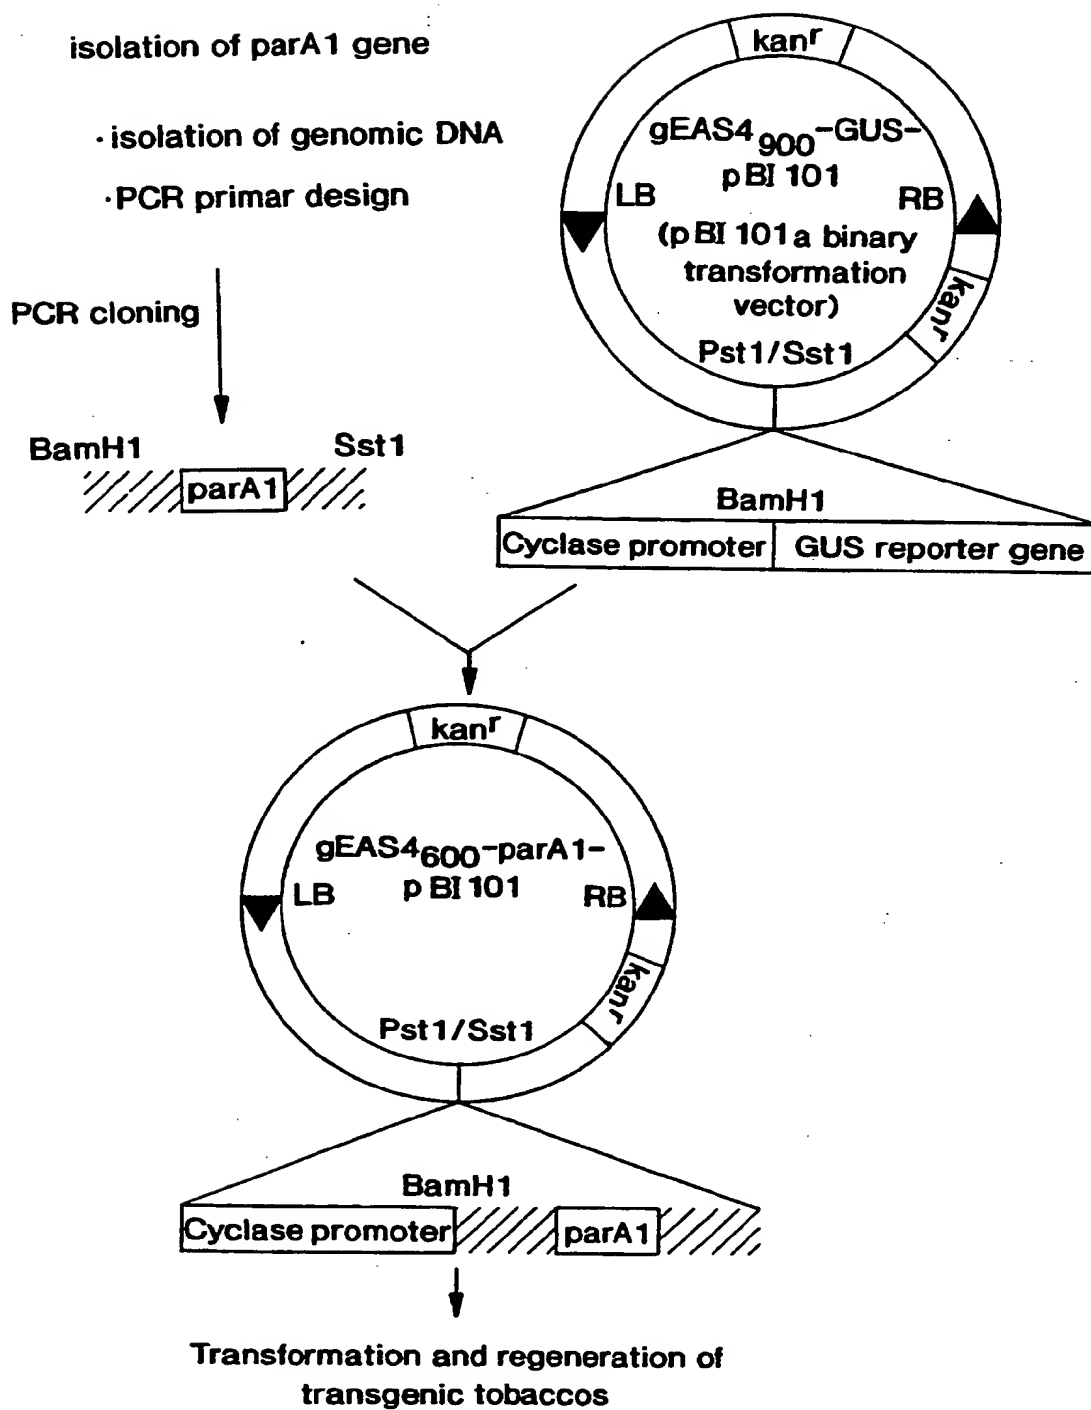 isolation of parA1 gene
·isolation of genomic DNA
·PCR primar design
PCR cloning
BamH1
Sst1
parA1
kanʳ
gEAS4₉₀₀-GUS-
pBI 101
LB
RB
(pBI 101 a binary
transformation
vector)
kanʳ
Pst1/Sst1
BamH1
Cyclase promoter
GUS reporter gene
kanʳ
gEAS4₆₀₀-parA1-
pBI 101
LB
RB
kanʳ
Pst1/Sst1
BamH1
Cyclase promoter
parA1
Transformation and regeneration of
transgenic tobaccos